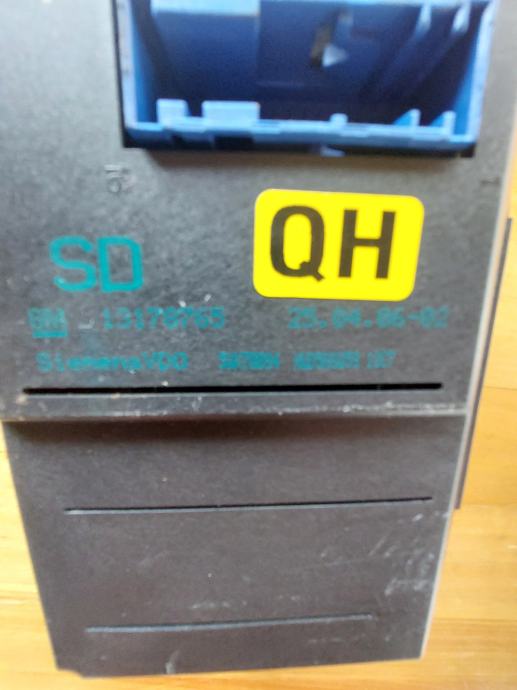 QH
SD
GM 13170765 25.04.06-02
SiemensVDO